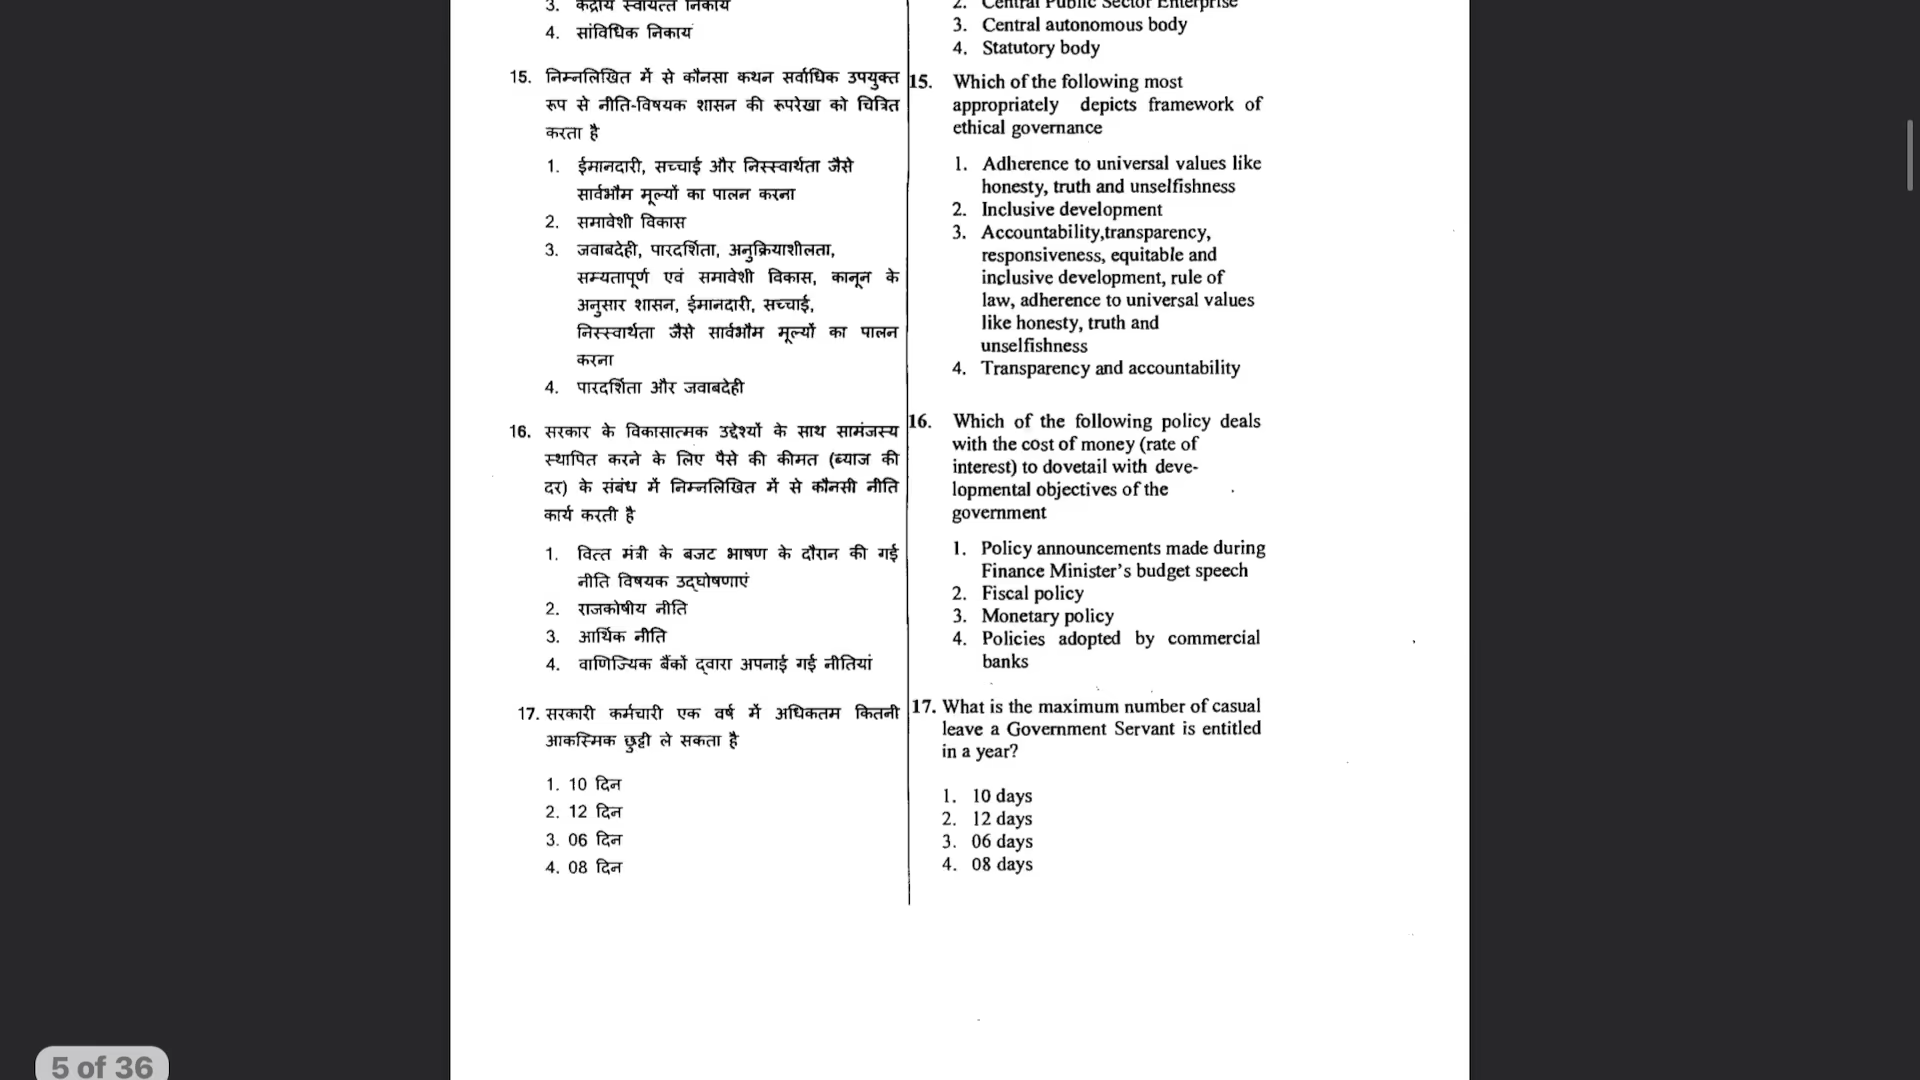 3. केंद्रीय स्वायत्त निकाय
4. सांविधिक निकाय
15. निम्नलिखित में से कौनसा कथन सर्वाधिक उपयुक्त
रूप से नीति-विषयक शासन की रूपरेखा को चित्रित
करता है
1. ईमानदारी, सच्चाई और निस्स्वार्थता जैसे
सार्वभौम मूल्यों का पालन करना
2. समावेशी विकास
3. जवाबदेही, पारदर्शिता, अनुक्रियाशीलता,
सम्यतापूर्ण एवं समावेशी विकास, कानून के
अनुसार शासन, ईमानदारी, सच्चाई,
निस्स्वार्थता जैसे सार्वभौम मूल्यों का पालन
करना
4. पारदर्शिता और जवाबदेही
16. सरकार के विकासात्मक उद्देश्यों के साथ सामंजस्य
स्थापित करने के लिए पैसे की कीमत (ब्याज की
दर) के संबंध में निम्नलिखित में से कौनसी नीति
कार्य करती है
1. वित्त मंत्री के बजट भाषण के दौरान की गई
नीति विषयक उद्घोषणाएं
2. राजकोषीय नीति
3. आर्थिक नीति
4. वाणिज्यिक बैंकों द्वारा अपनाई गई नीतियां
17. सरकारी कर्मचारी एक वर्ष में अधिकतम कितनी
आकस्मिक छुट्टी ले सकता है
1. 10 दिन
2. 12 दिन
3. 06 दिन
4. 08 दिन
2. Central Public Sector Enterprise
3. Central autonomous body
4. Statutory body
15. Which of the following most
appropriately depicts framework of
ethical governance
1. Adherence to universal values like
honesty, truth and unselfishness
2. Inclusive development
3. Accountability,transparency,
responsiveness, equitable and
inclusive development, rule of
law, adherence to universal values
like honesty, truth and
unselfishness
4. Transparency and accountability
16. Which of the following policy deals
with the cost of money (rate of
interest) to dovetail with deve-
lopmental objectives of the
government
1. Policy announcements made during
Finance Minister's budget speech
2. Fiscal policy
3. Monetary policy
4. Policies adopted by commercial
banks
17. What is the maximum number of casual
leave a Government Servant is entitled
in a year?
1. 10 days
2. 12 days
3. 06 days
4. 08 days
5 of 36